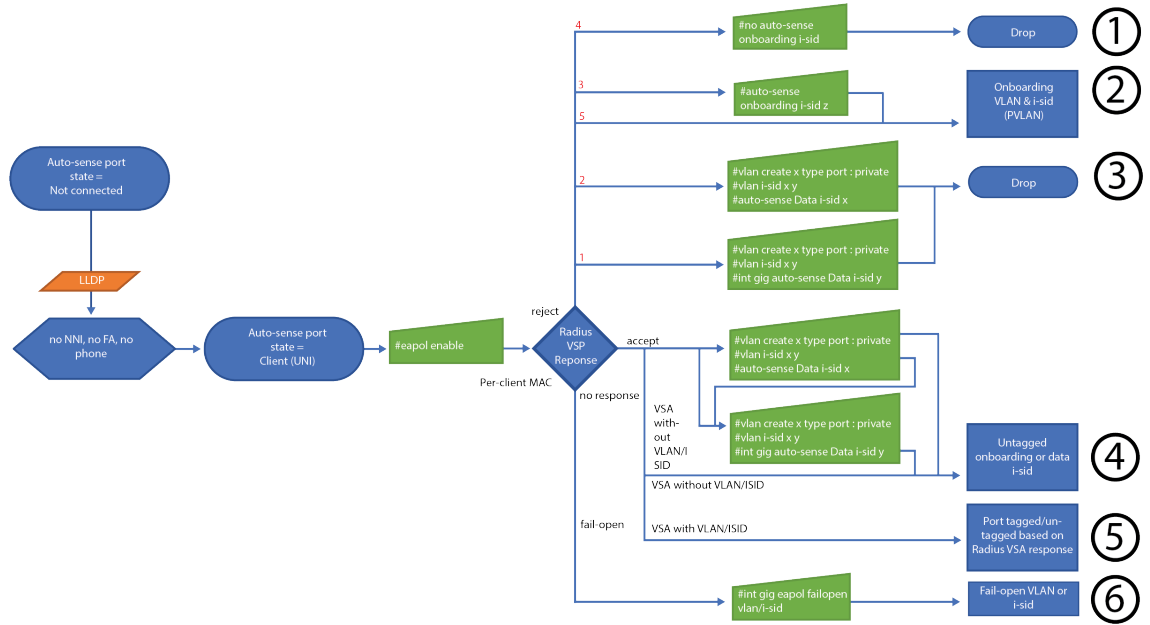 4
#no auto-sense
onboarding i-sid
Drop
1
3
#auto-sense
onboarding i-sid z
5
Onboarding
VLAN & i-sid
(PVLAN)
2
Auto-sense port
state =
Not connected
2
#vlan create x type port : private
#vlan i-sid x y
#auto-sense Data i-sid x
Drop
3
1
#vlan create x type port : private
#vlan i-sid x y
#int gig auto-sense Data i-sid y
LLDP
no NNI, no FA, no
phone
Auto-sense port
state =
Client (UNI)
#eapol enable
reject
Radius
VSP
Reponse
Per-client MAC
accept
no response
#vlan create x type port : private
#vlan i-sid x y
#auto-sense Data i-sid x
VSA
with-
out
VLAN/I
SID
#vlan create x type port : private
#vlan i-sid x y
#int gig auto-sense Data i-sid y
VSA without VLAN/ISID
Untagged
onboarding or data
i-sid
4
fail-open
VSA with VLAN/ISID
Port tagged/un-
tagged based on
Radius VSA response
5
#int gig eapol failopen
vlan/i-sid
Fail-open VLAN or
i-sid
6